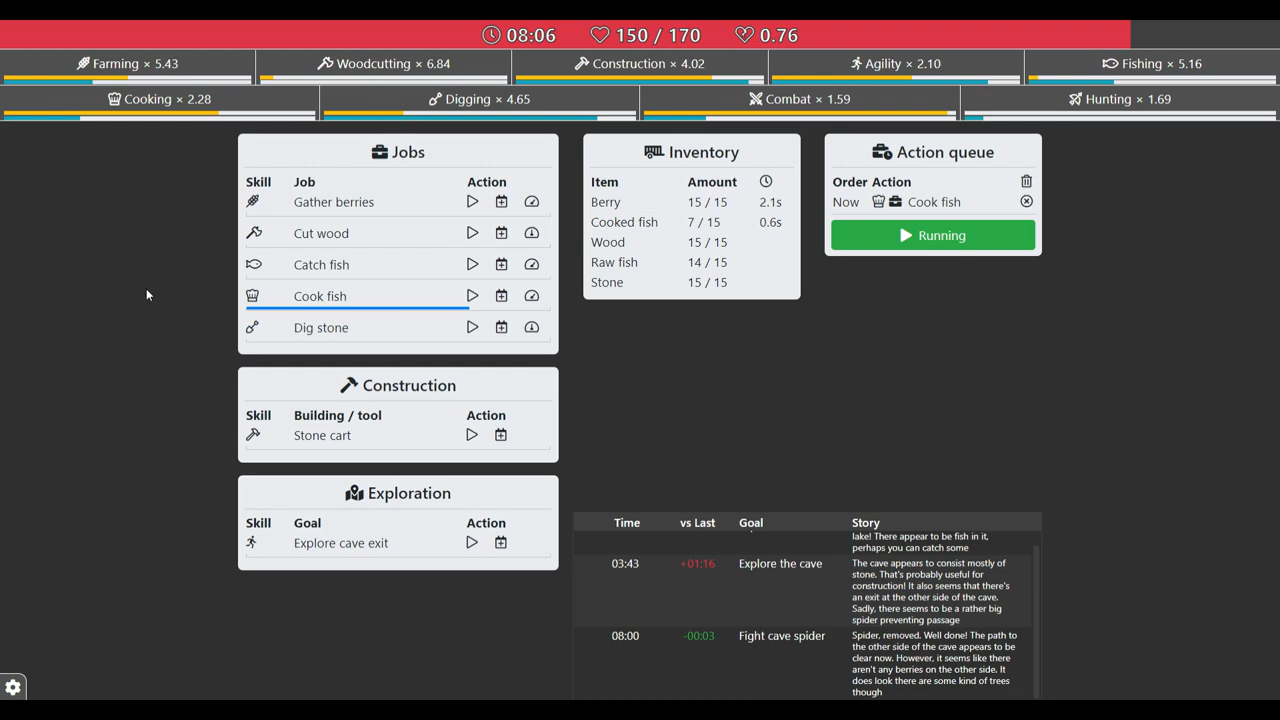 08:06 150 / 170 0.76
Farming × 5.43 Woodcutting × 6.84 Construction × 4.02 Agility × 2.10 Fishing × 5.16
Cooking × 2.28 Digging × 4.65 Combat × 1.59 Hunting × 1.69
Jobs
Skill Job Action
Gather berries
Cut wood
Catch fish
Cook fish
Dig stone
Construction
Skill Building / tool Action
Stone cart
Exploration
Skill Goal Action
Explore cave exit
Inventory
Item Amount
Berry 15 / 15 2.1s
Cooked fish 7 / 15 0.6s
Wood 15 / 15
Raw fish 14 / 15
Stone 15 / 15
Action queue
Order Action
Now Cook fish
Running
Time vs Last Goal Story
lake! There appear to be fish in it,
perhaps you can catch some
03:43 +01:16 Explore the cave The cave appears to consist mostly of
stone. That's probably useful for
construction! It also seems that there's
an exit at the other side of the cave.
Sadly, there seems to be a rather big
spider preventing passage
08:00 -00:03 Fight cave spider Spider, removed. Well done! The path to
the other side of the cave appears to be
clear now. However, it seems like there
aren't any berries on the other side. It
does look there are some kind of trees
though